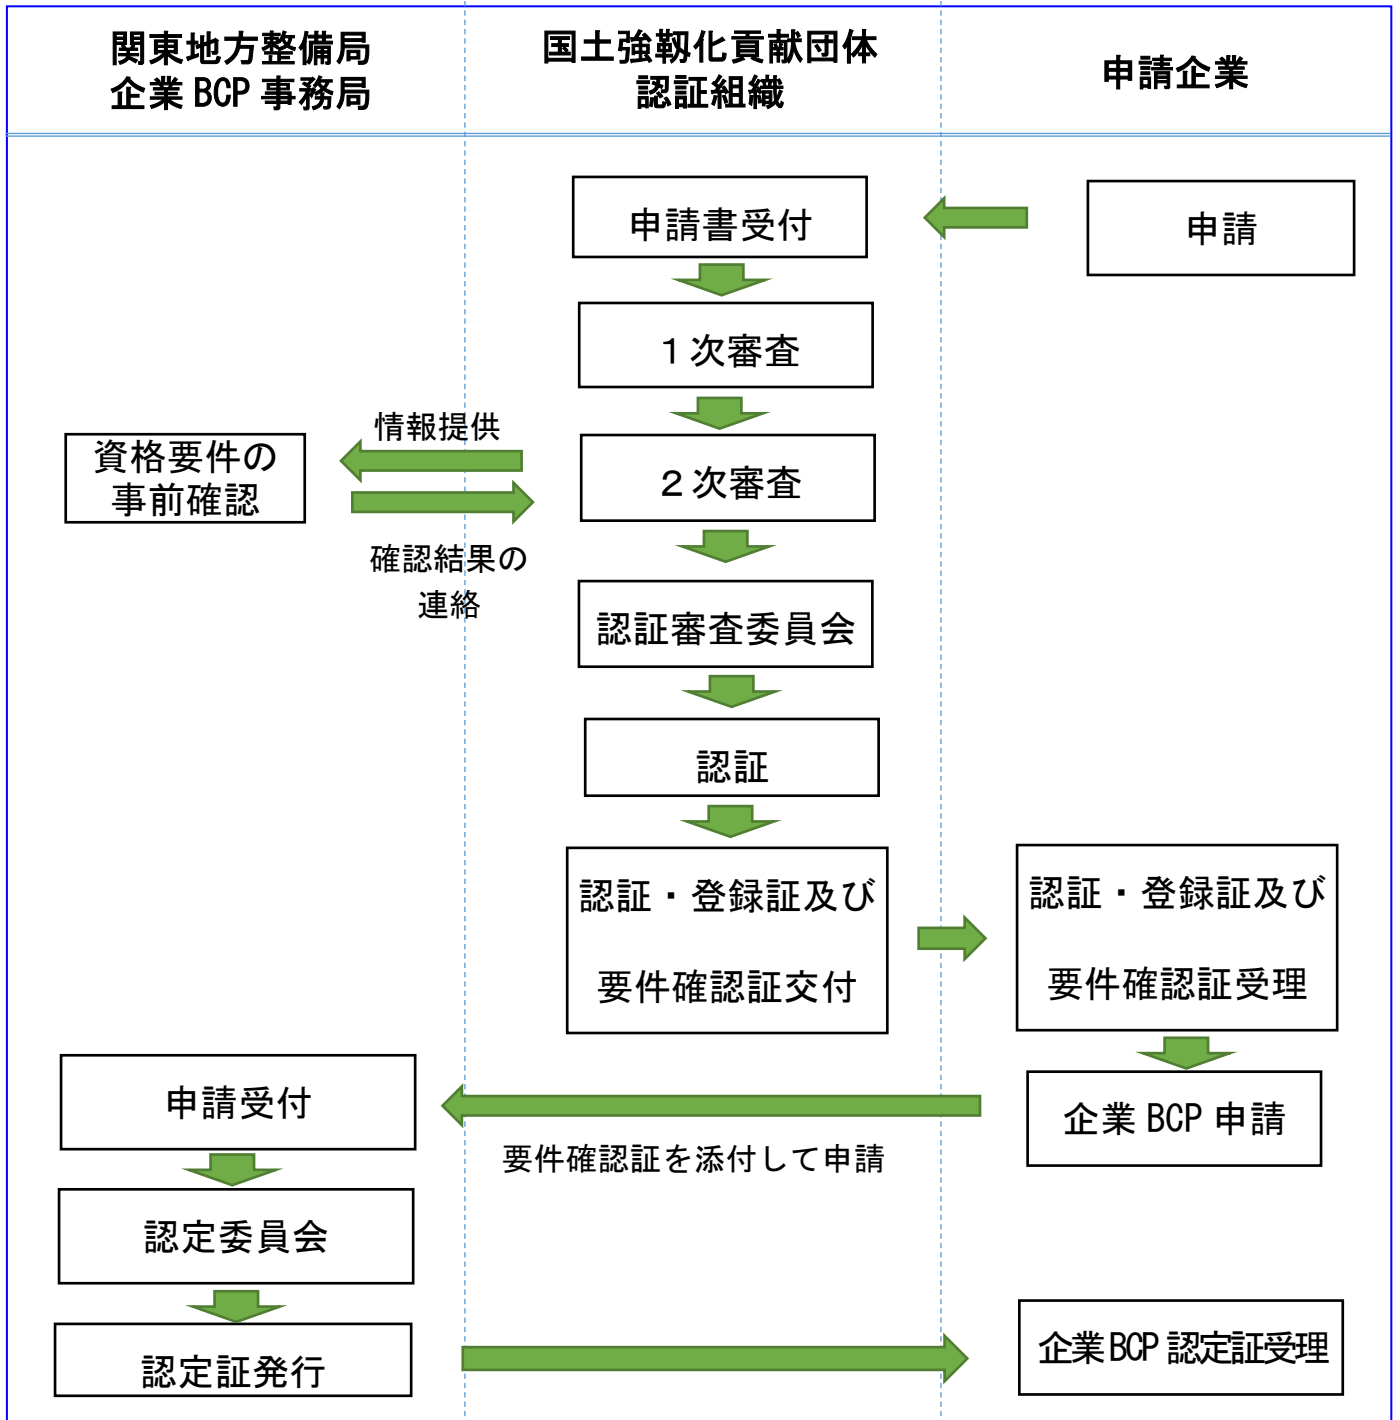 関東地方整備局
企業 BCP 事務局
国土強靱化貢献団体
認証組織
申請企業
申請書受付
申請
１次審査
情報提供
資格要件の
事前確認
２次審査
確認結果の
連絡
認証審査委員会
認証
認証・登録証及び
要件確認証交付
認証・登録証及び
要件確認証受理
申請受付
企業 BCP 申請
要件確認証を添付して申請
認定委員会
認定証発行
企業 BCP 認定証受理